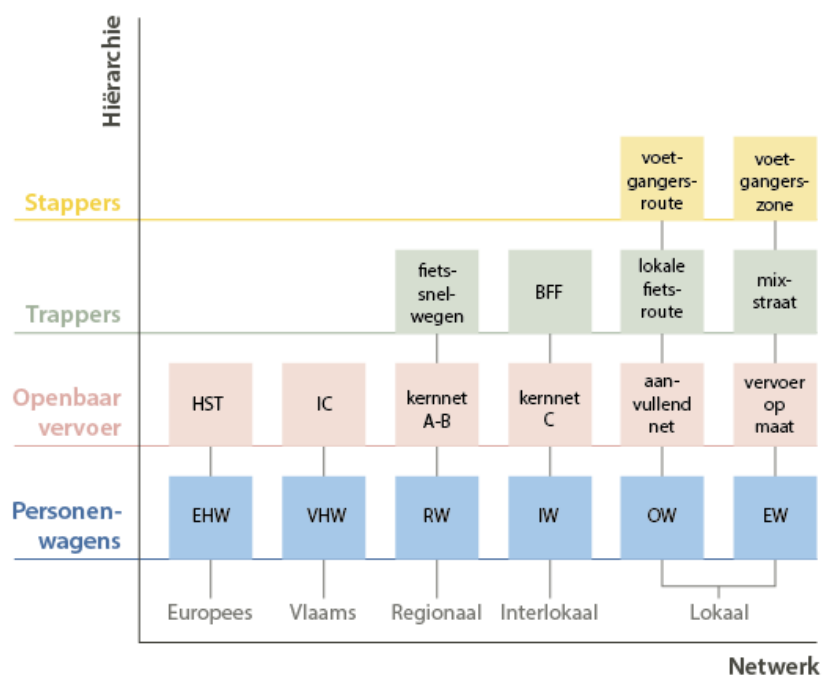 Hiërarchie
voet-
gangers-
route
voet-
gangers-
zone
Stappers
fiets-
snel-
wegen
BFF
lokale
fiets-
route
mix-
straat
Trappers
HST
IC
kernnet
A-B
kernnet
C
aan-
vullend
net
vervoer
op
maat
Openbaar
vervoer
EHW
VHW
RW
IW
OW
EW
Personen-
wagens
Europees
Vlaams
Regionaal
Interlokaal
Lokaal
Netwerk